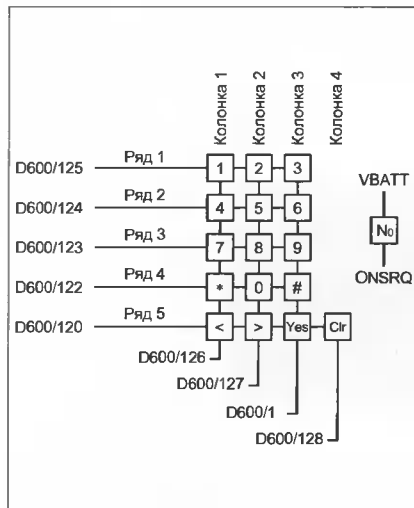 Колонка 1
Колонка 2
Колонка 3
Колонка 4
D600/125 Ряд 1 1 2 3
D600/124 Ряд 2 4 5 6
D600/123 Ряд 3 7 8 9
D600/122 Ряд 4 * 0 #
D600/120 Ряд 5 < > Yes Clr
D600/126
D600/127
D600/1
D600/128
VBATT
No
ONSRQ